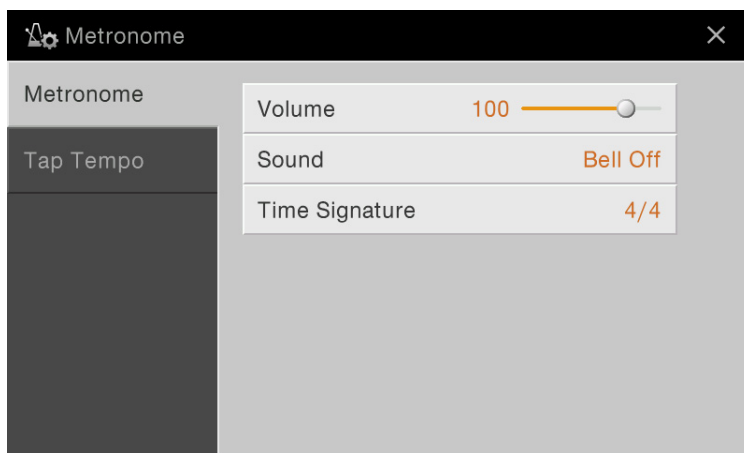 Metronome
Metronome
Tap Tempo
Volume 100
Sound Bell Off
Time Signature 4/4